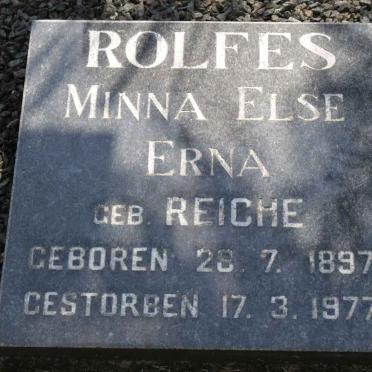 ROLFES
MINNA ELSE
ERNA
GEB. REICHE
GEBOREN 28. 7. 1897
GESTORBEN 17. 3. 1977